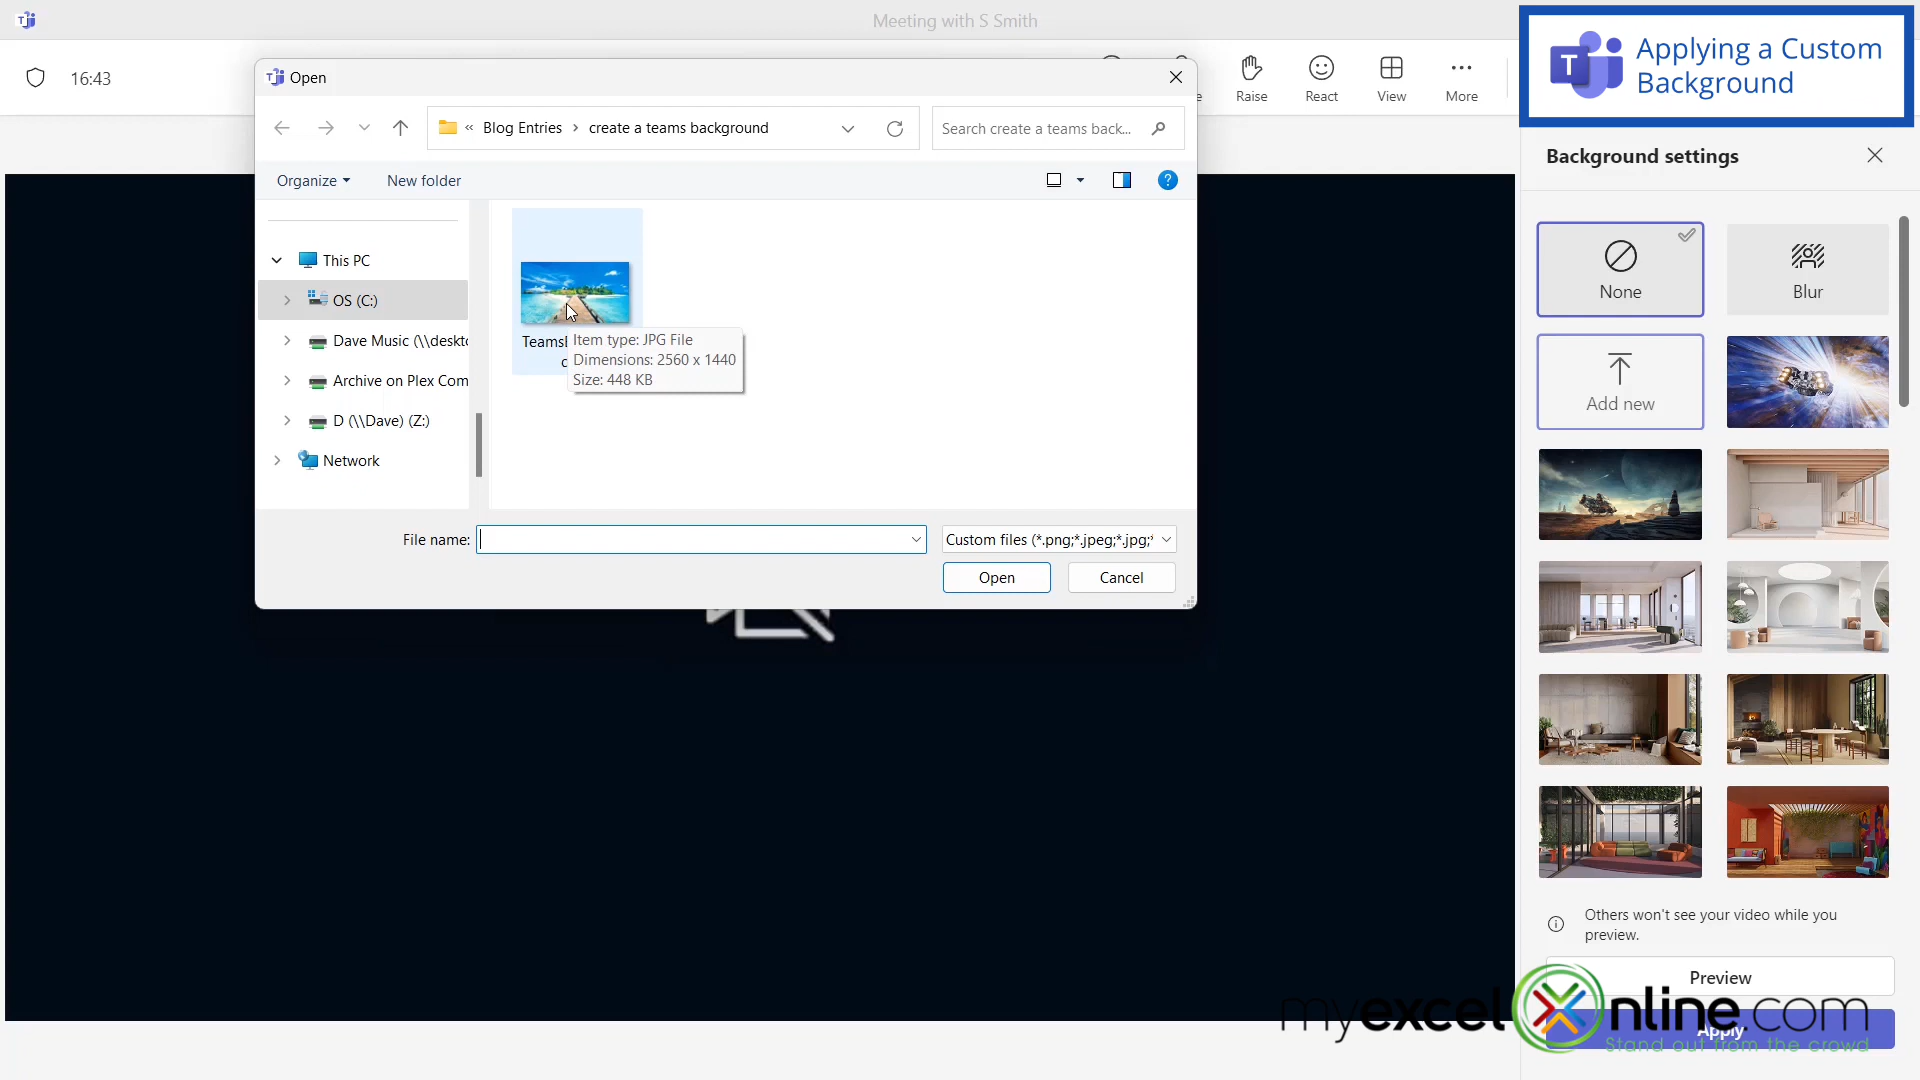 Meeting with S Smith
16:43
Raise
React
View
More
Applying a Custom
Background
Open
Blog Entries
create a teams background
Search create a teams back...
Organize
New folder
This PC
OS (C:)
Dave Music (\\deskto
Archive on Plex Com
D (\\Dave) (Z:)
Network
Item type: JPG File
Dimensions: 2560 x 1440
Size: 448 KB
File name:
Custom files (*.png;*.jpeg;*.jpg;*
Open
Cancel
Background settings
None
Blur
Add new
Others won't see your video while you
preview.
Preview
Apply
myexcelOnline.com
Stand out from the crowd